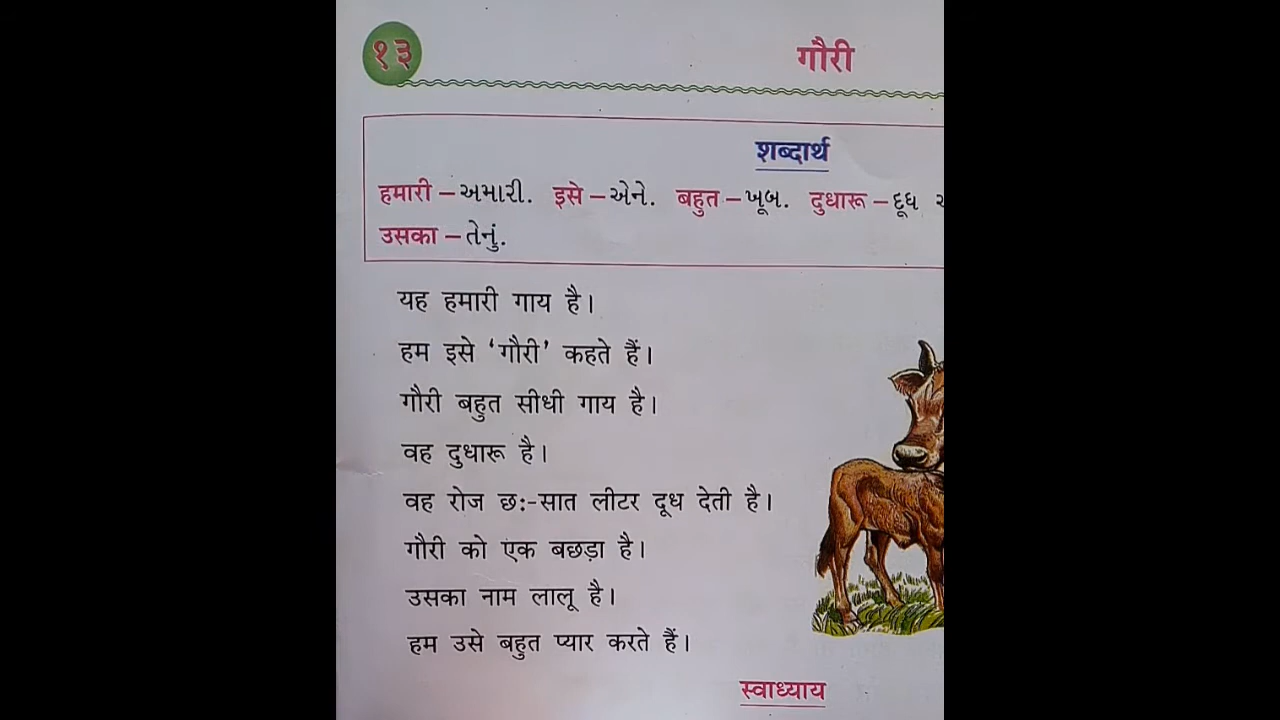 १३
गौरी
शब्दार्थ
हमारी – અમારી. इसे – એને. बहुत – ખૂબ. दुधारू – દૂધ
उसका – તેનું.
यह हमारी गाय है।
हम इसे ‘गौरी’ कहते हैं।
गौरी बहुत सीधी गाय है।
वह दुधारू है।
वह रोज छः-सात लीटर दूध देती है।
गौरी को एक बछड़ा है।
उसका नाम लालू है।
हम उसे बहुत प्यार करते हैं।
स्वाध्याय